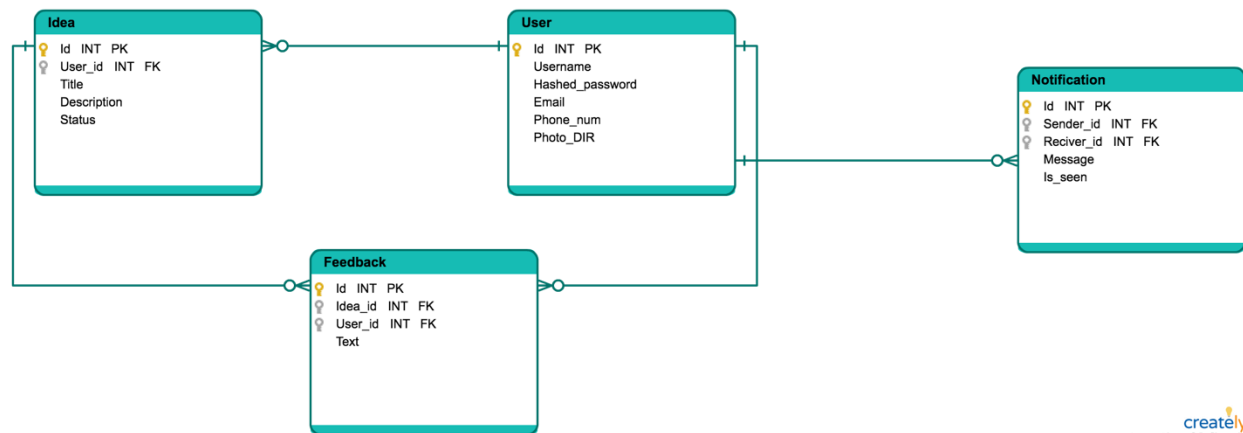 Idea
Id INT PK
User_id INT FK
Title
Description
Status
User
Id INT PK
Username
Hashed_password
Email
Phone_num
Photo_DIR
Notification
Id INT PK
Sender_id INT FK
Reciver_id INT FK
Message
Is_seen
Feedback
Id INT PK
Idea_id INT FK
User_id INT FK
Text
creately